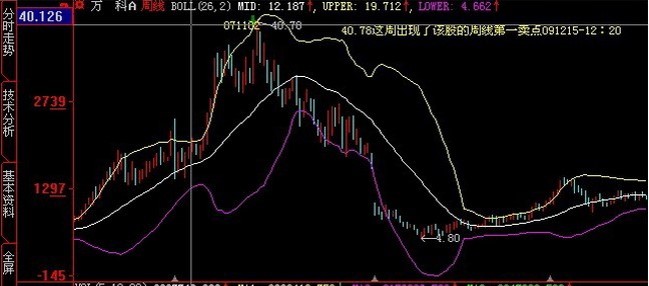 分时走势
技术分析
基本资料
全屏
40.126
2739
1297
-145
万 科A 周线 BOLL(26,2) MID: 12.187↑, UPPER: 19.712↑, LOWER: 4.662↑
071102 40.78
40.78这周出现了该股的周线第一卖点091215-12:20
←4.80